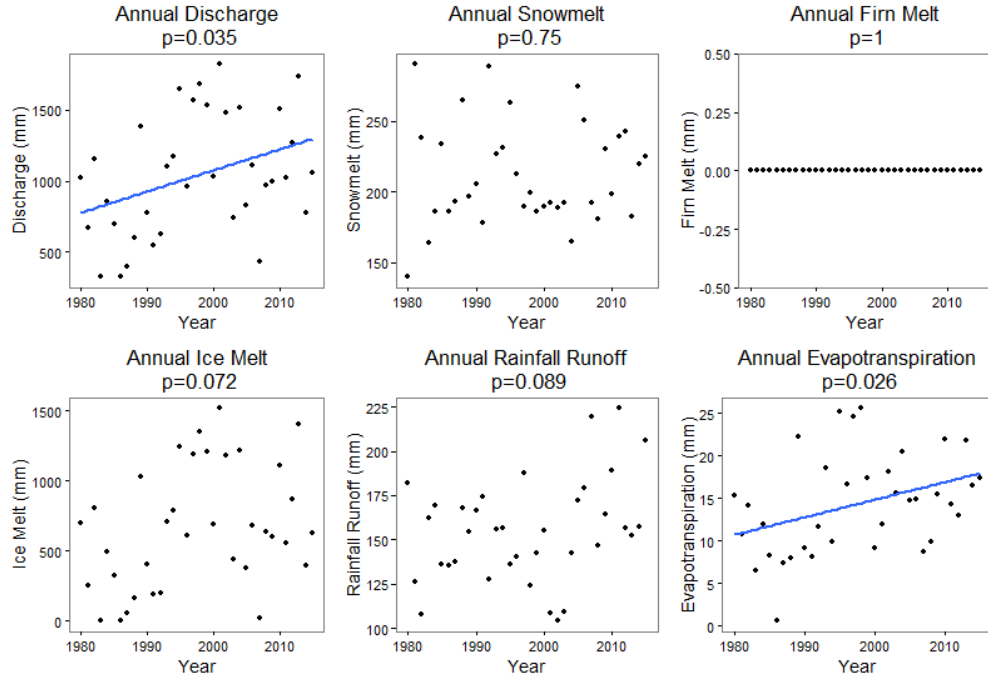 Annual Discharge
p=0.035
Discharge (mm)
1500
1000
500
1980 1990 2000 2010
Year
Annual Snowmelt
p=0.75
Snowmelt (mm)
250
200
150
1980 1990 2000 2010
Year
Annual Firn Melt
p=1
Firn Melt (mm)
0.50
0.25
0.00
-0.25
-0.50
1980 1990 2000 2010
Year
Annual Ice Melt
p=0.072
Ice Melt (mm)
1500
1000
500
0
1980 1990 2000 2010
Year
Annual Rainfall Runoff
p=0.089
Rainfall Runoff (mm)
225
200
175
150
125
100
1980 1990 2000 2010
Year
Annual Evapotranspiration
p=0.026
Evapotranspiration (mm)
25
20
15
10
5
0
1980 1990 2000 2010
Year